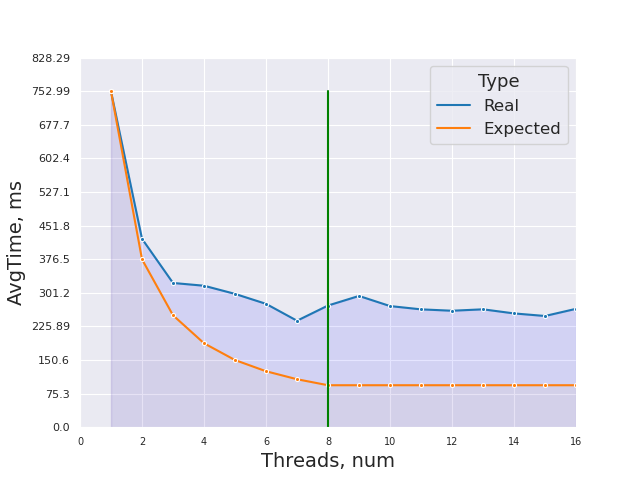 828.29
752.99
677.7
602.4
527.1
451.8
376.5
301.2
225.89
150.6
75.3
0.0
AvgTime, ms
Type
Real
Expected
0 2 4 6 8 10 12 14 16
Threads, num